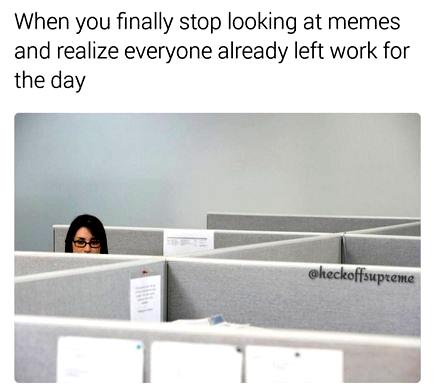 When you finally stop looking at memes
and realize everyone already left work for
the day
@heckoffsupreme